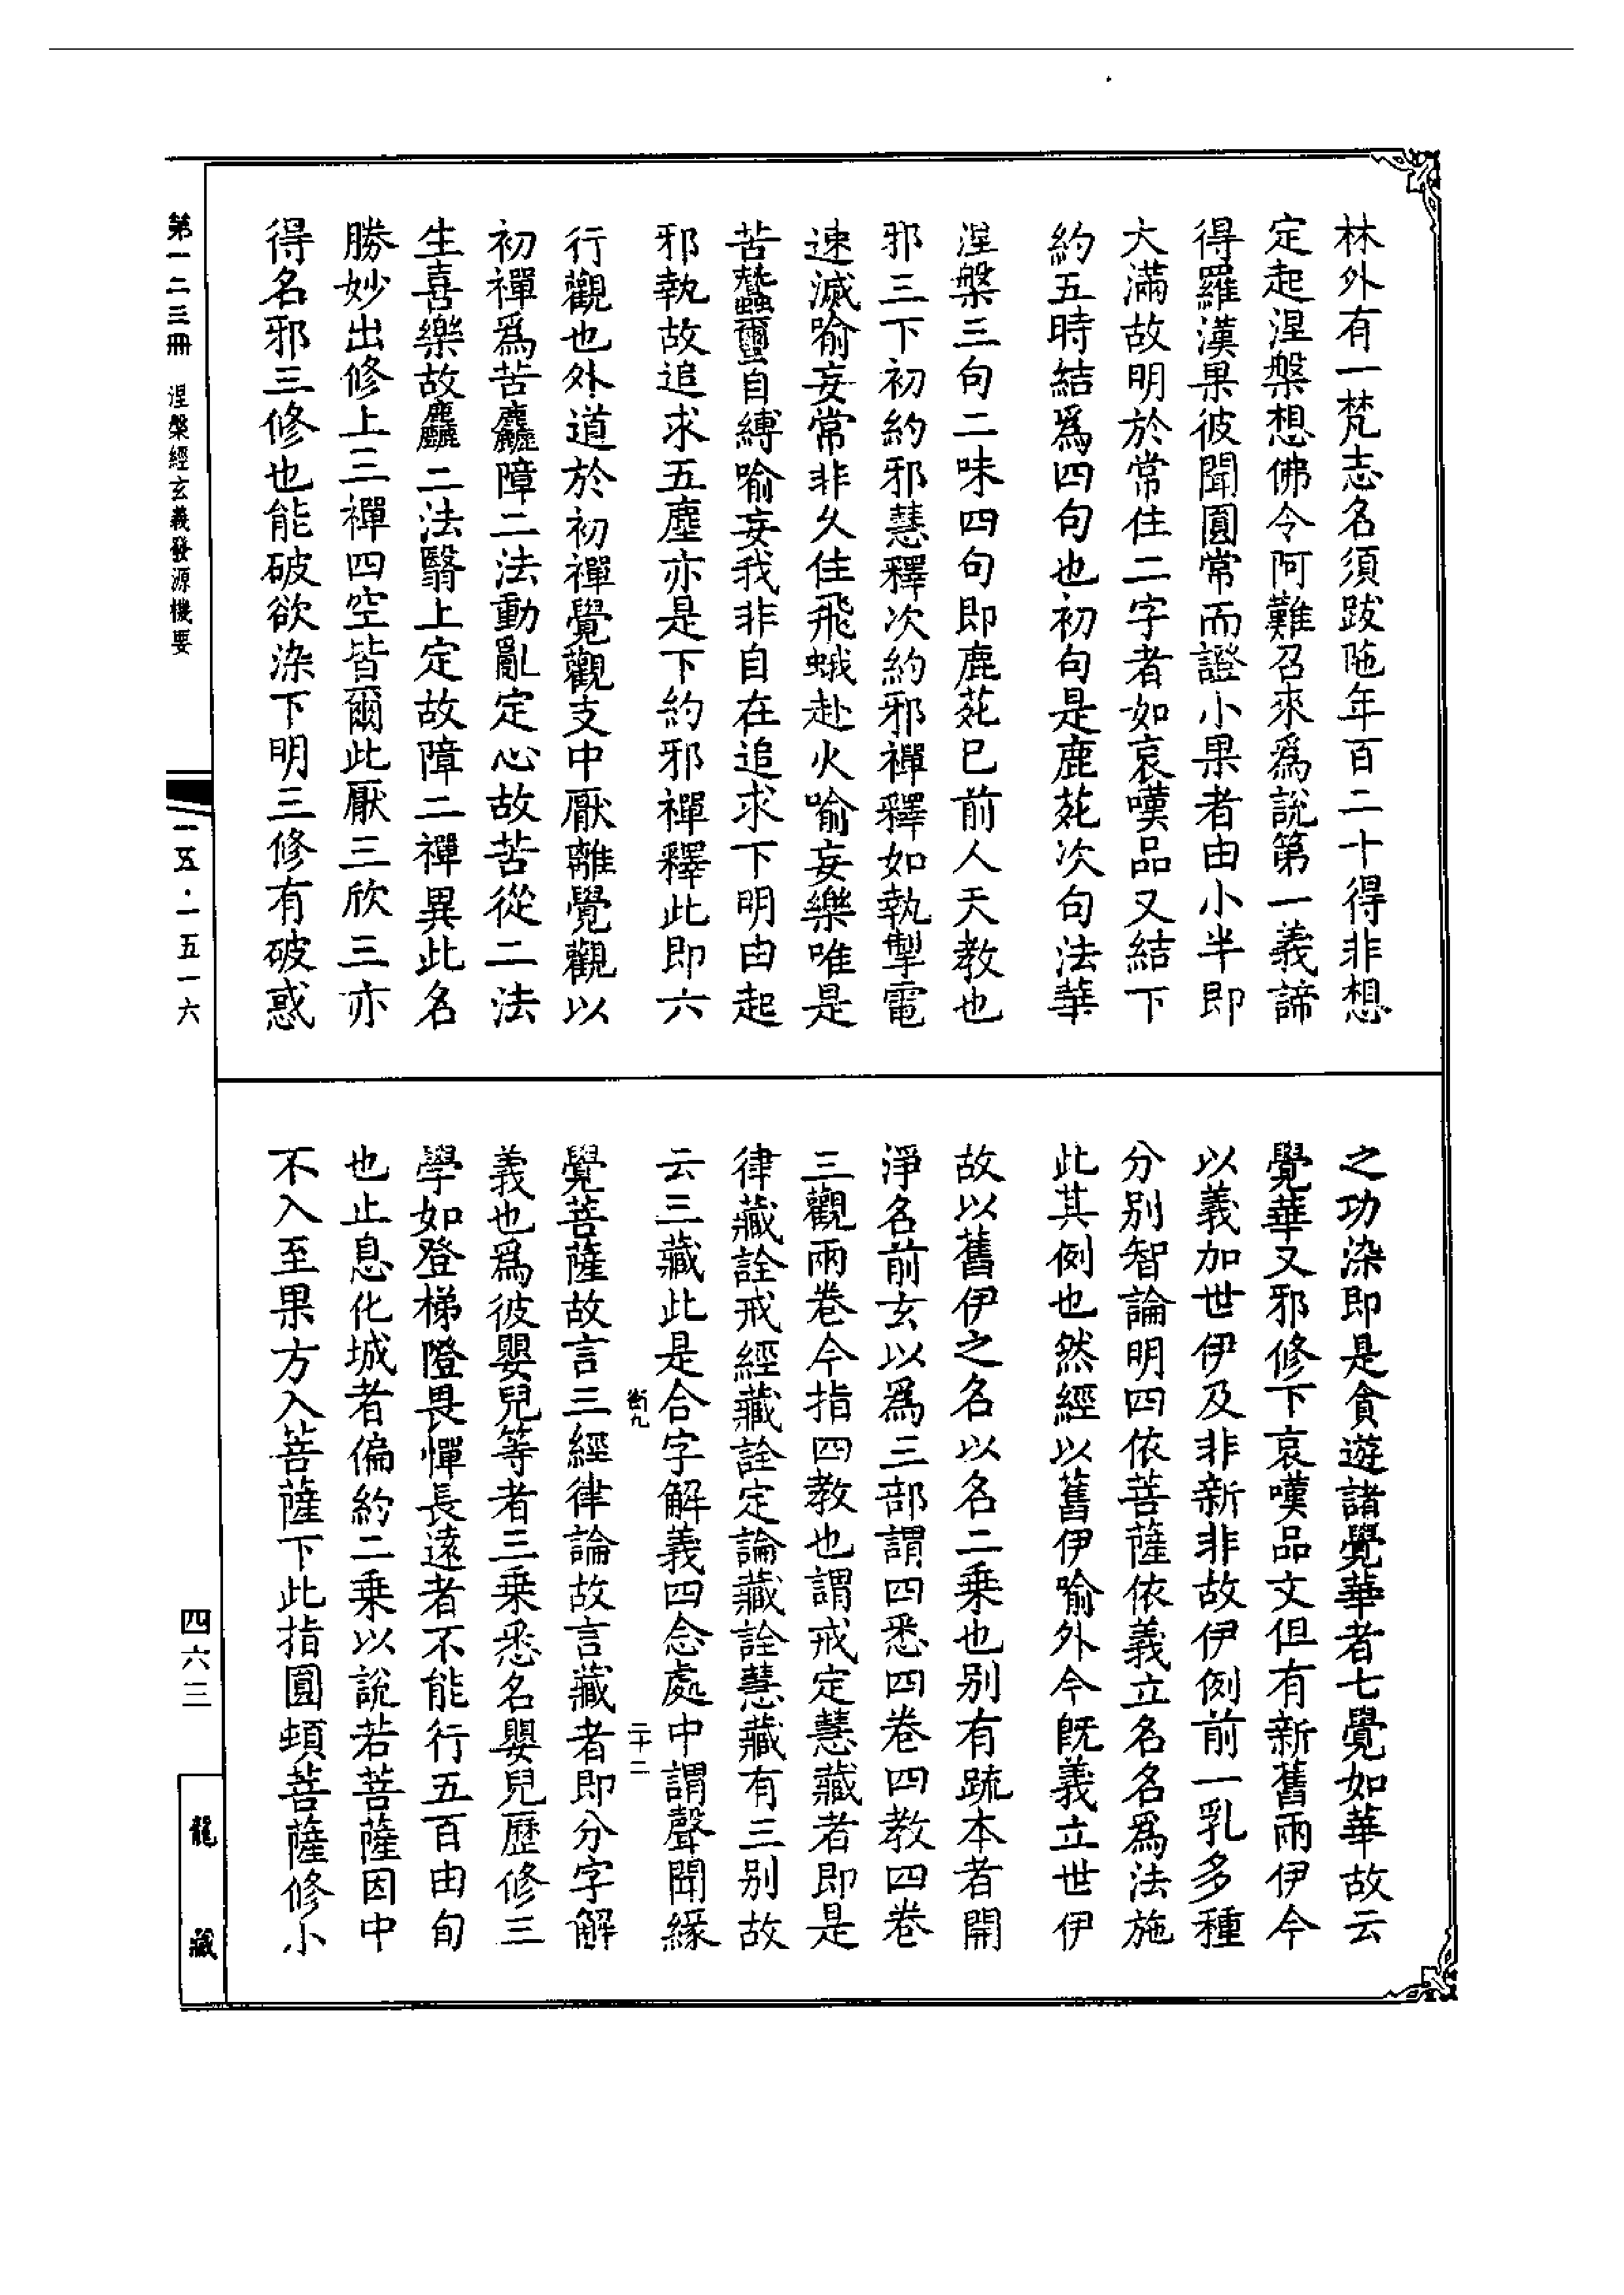 林外有一梵志名須跋陁年百二十得非想
定起涅槃想佛令阿難召來爲說第一義諦
得羅漢果彼聞圓常而證小果者由小半即
大滿故明於常住二字者如哀嘆品又結下
約五時結爲四句也初句是鹿苑次句法華
涅槃三句二味四句即鹿苑已前人天教也
邪三下初約邪慧釋次約邪禪釋如執掣電
速滅喻妄常非久住飛蛾赴火喻妄樂唯是
苦蠶䖝自縛喻妄我非自在追求下明由起
邪執故追求五塵亦是下約邪禪釋此即六
行觀也外道於初禪覺觀支中厭離覺觀以
初禪爲苦麤障二法動亂定心故苦從二法
生喜樂故麤二法翳上定故障二禪異此名
勝妙出修上三禪四空皆爾此厭三欣三亦
得名邪三修也能破欲染下明三修有破惑
之功染即是貪遊諸覺華者七覺如華故云
覺華又邪修下哀嘆品文但有新舊兩伊今
以義加世伊及非新非故伊例前一乳多種
分別智論明四依菩薩依義立名名爲法施
此其例也然經以舊伊喻外今既義立世伊
故以舊伊之名以名二乘也別有疏本者開
淨名前玄以爲三部謂四悉四卷四教四卷
三觀兩卷今指四教也謂戒定慧藏者即是
律藏詮戒經藏詮定論藏詮慧藏有三別故
云三藏此是合字解義四念處中謂聲聞緣
覺菩薩故言三經律論故言藏者即分字解
義也爲彼嬰兒等者三乘悉名嬰兒歷修三
學如登梯隥畏憚長遠者不能行五百由旬
也止息化城者偏約二乘以說若菩薩因中
不入至果方入菩薩下此指圓頓菩薩修小
第一二三冊 涅槃經玄義發源機要
一五一六
四六三
龍藏